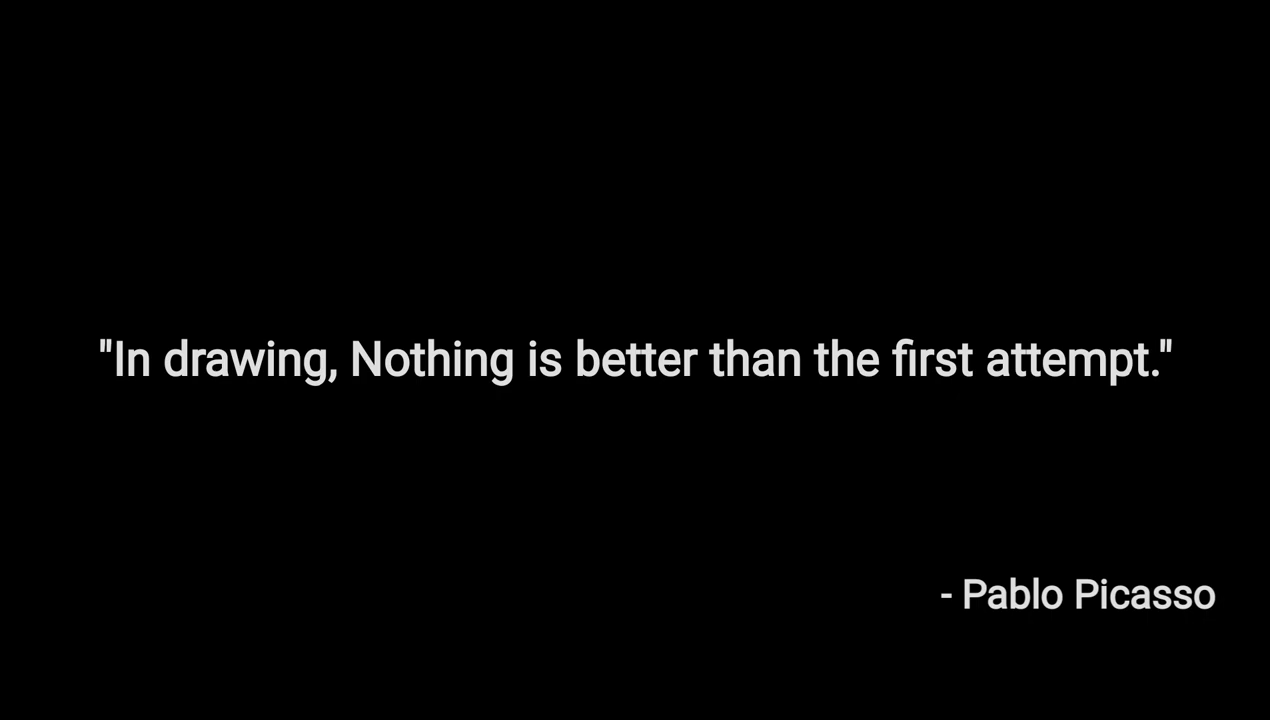 "In drawing, Nothing is better than the first attempt."
- Pablo Picasso